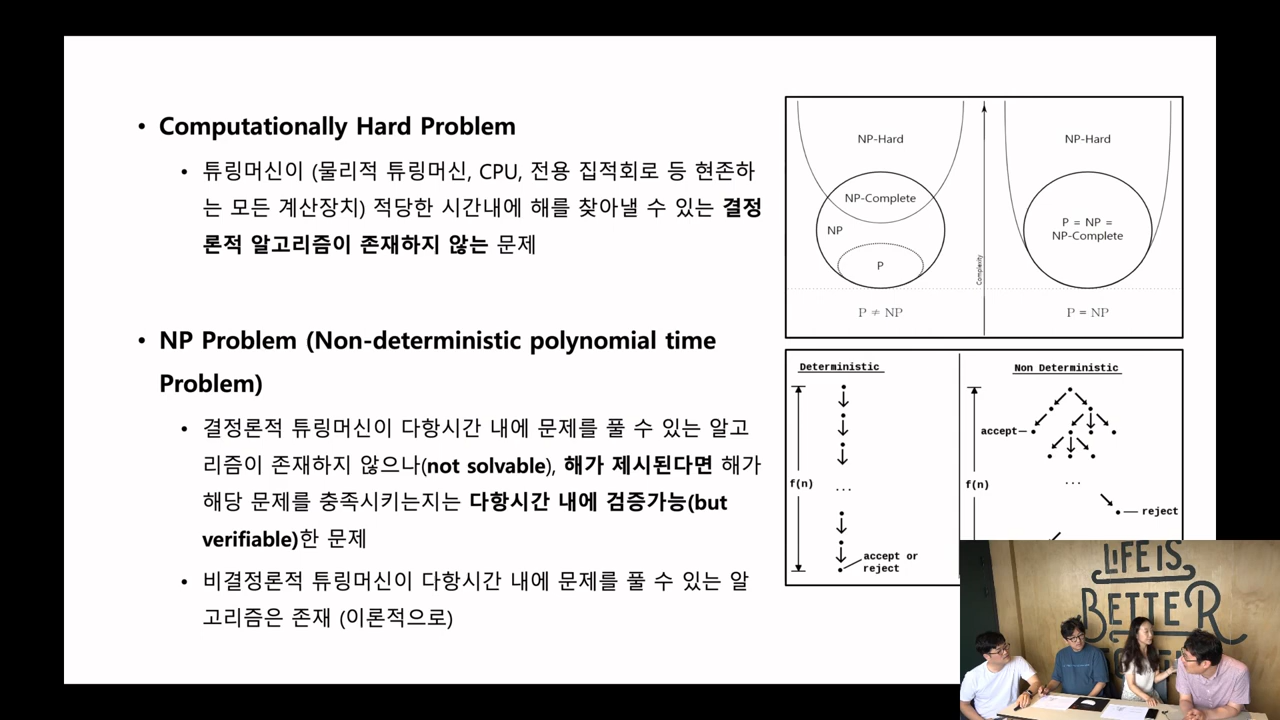 Computationally Hard Problem
튜링머신이 (물리적 튜링머신, CPU, 전용 집적회로 등 현존하
는 모든 계산장치) 적당한 시간내에 해를 찾아낼 수 있는 결정
론적 알고리즘이 존재하지 않는 문제
NP Problem (Non-deterministic polynomial time
Problem)
결정론적 튜링머신이 다항시간 내에 문제를 풀 수 있는 알고
리즘이 존재하지 않으나(not solvable), 해가 제시된다면 해가
해당 문제를 충족시키는지는 다항시간 내에 검증가능(but
verifiable)한 문제
비결정론적 튜링머신이 다항시간 내에 문제를 풀 수 있는 알
고리즘은 존재 (이론적으로)
NP-Hard
NP-Complete
NP
P
P ≠ NP
Complexity
NP-Hard
P = NP =
NP-Complete
P = NP
Deterministic
f(n)
...
accept or
reject
Non Deterministic
accept
f(n)
...
reject
LIFE IS
BETTER